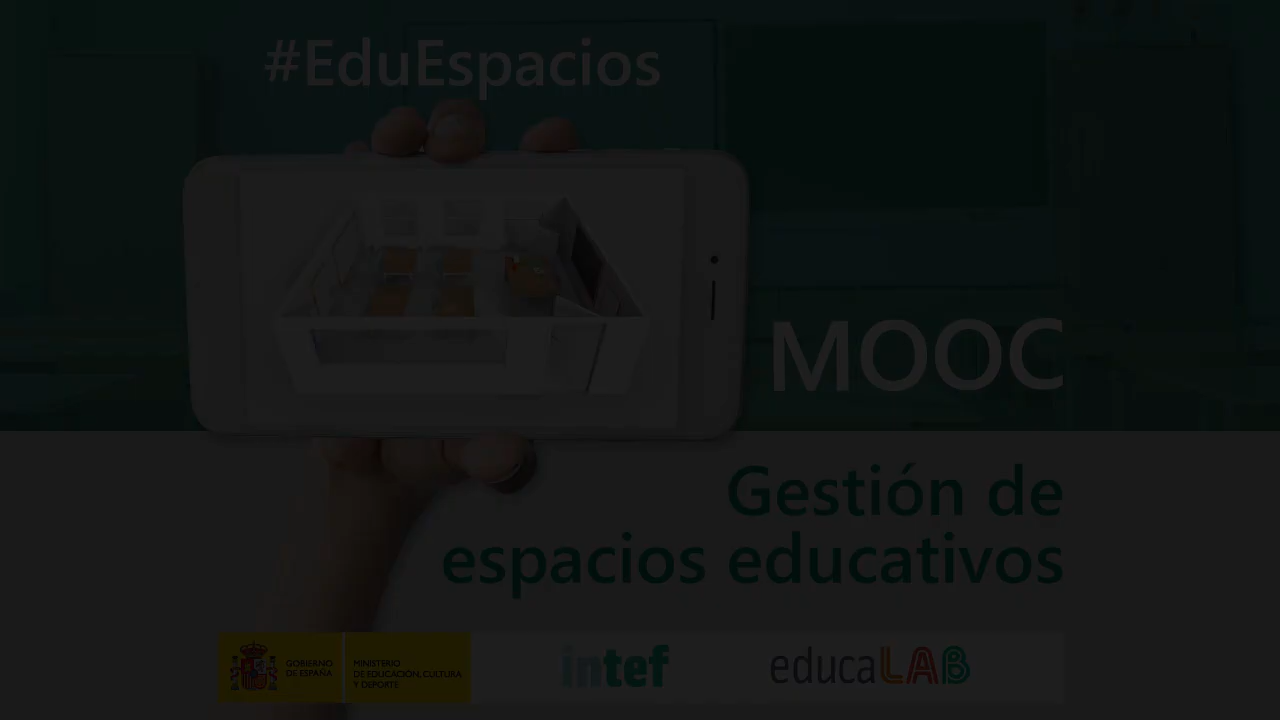 #EduEspacios
MOOC
Gestión de
espacios educativos
GOBIERNO
DE ESPAÑA
MINISTERIO
DE EDUCACIÓN, CULTURA
Y DEPORTE
intef
educaLAB